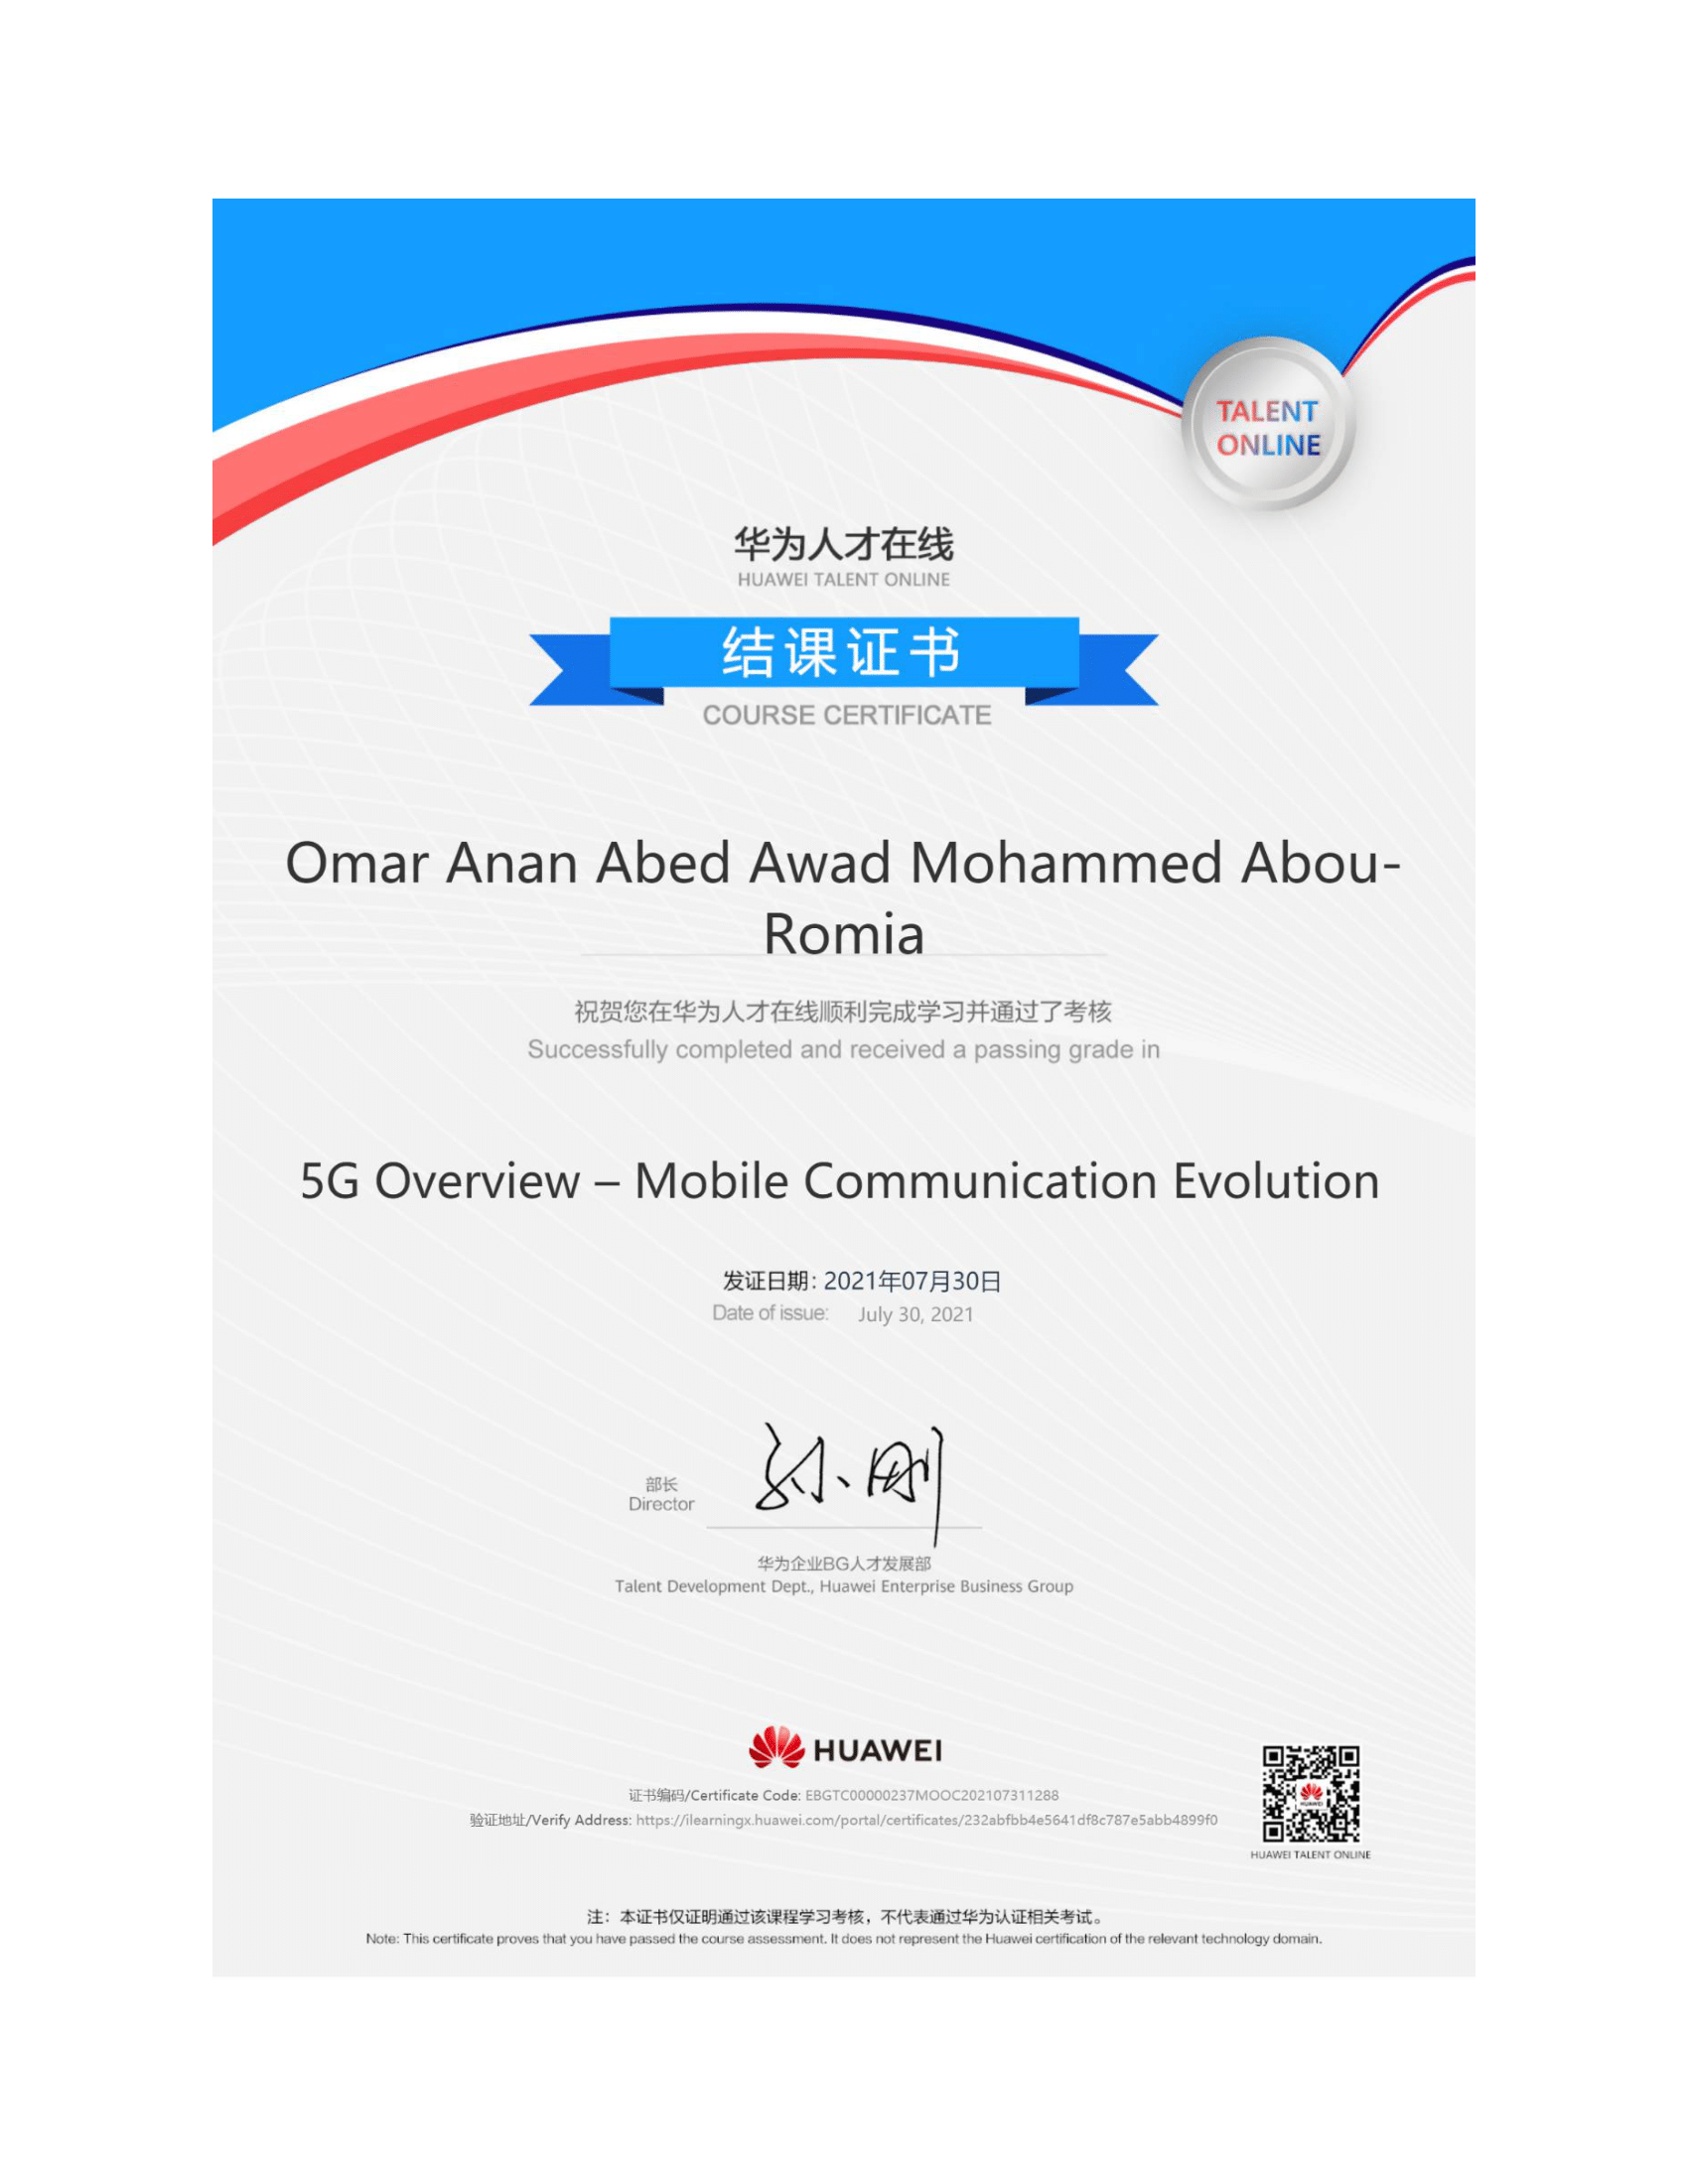 TALENT
ONLINE
华为人才在线
HUAWEI TALENT ONLINE
结课证书
COURSE CERTIFICATE
Omar Anan Abed Awad Mohammed Abou-
Romia
祝贺您在华为人才在线顺利完成学习并通过了考核
Successfully completed and received a passing grade in
5G Overview – Mobile Communication Evolution
发证日期: 2021年07月30日
Date of issue: July 30, 2021
孙刚
部长
Director
华为企业BG人才发展部
Talent Development Dept., Huawei Enterprise Business Group
HUAWEI
证书编码/Certificate Code: EBGTC00000237MOOC202107311288
验证地址/Verify Address: https://ilearningx.huawei.com/portal/certificates/232abfbb4e5641df8c787e5abb4899f0
HUAWEI
HUAWEI TALENT ONLINE
注：本证书仅证明通过该课程学习考核，不代表通过华为认证相关考试。
Note: This certificate proves that you have passed the course assessment. It does not represent the Huawei certification of the relevant technology domain.